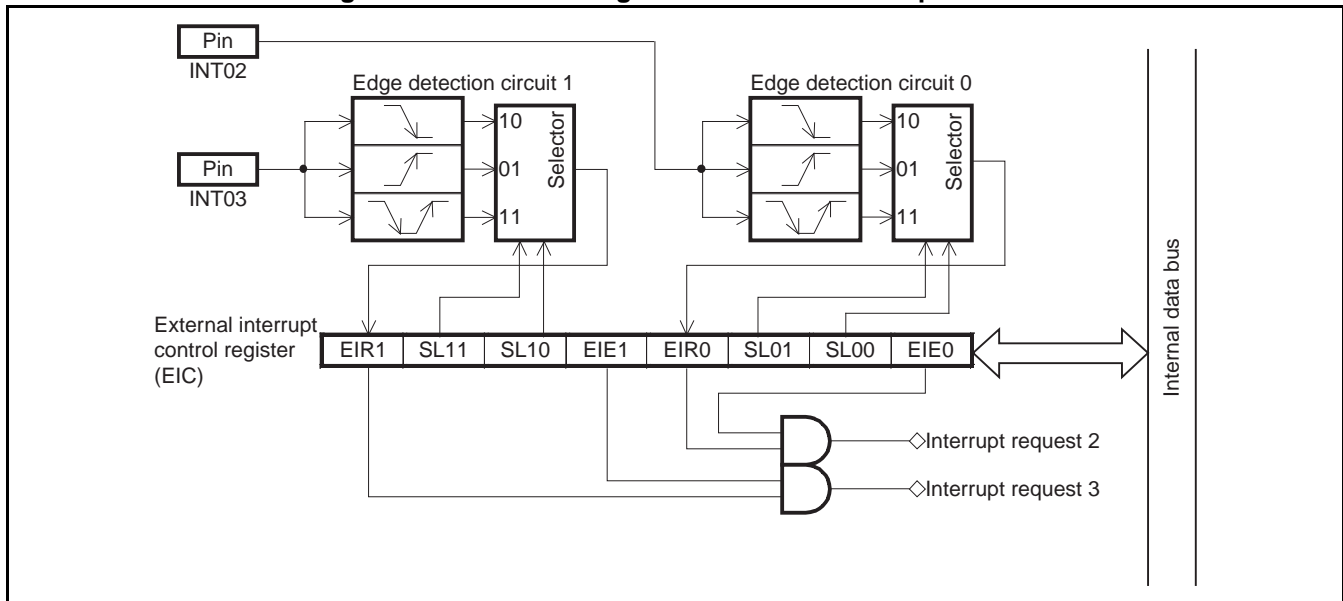 Pin
INT02
Edge detection circuit 1
Edge detection circuit 0
10
01
11
Selector
10
01
11
Selector
Pin
INT03
Internal data bus
External interrupt
control register
(EIC)
EIR1 SL11 SL10 EIE1 EIR0 SL01 SL00 EIE0
Interrupt request 2
Interrupt request 3